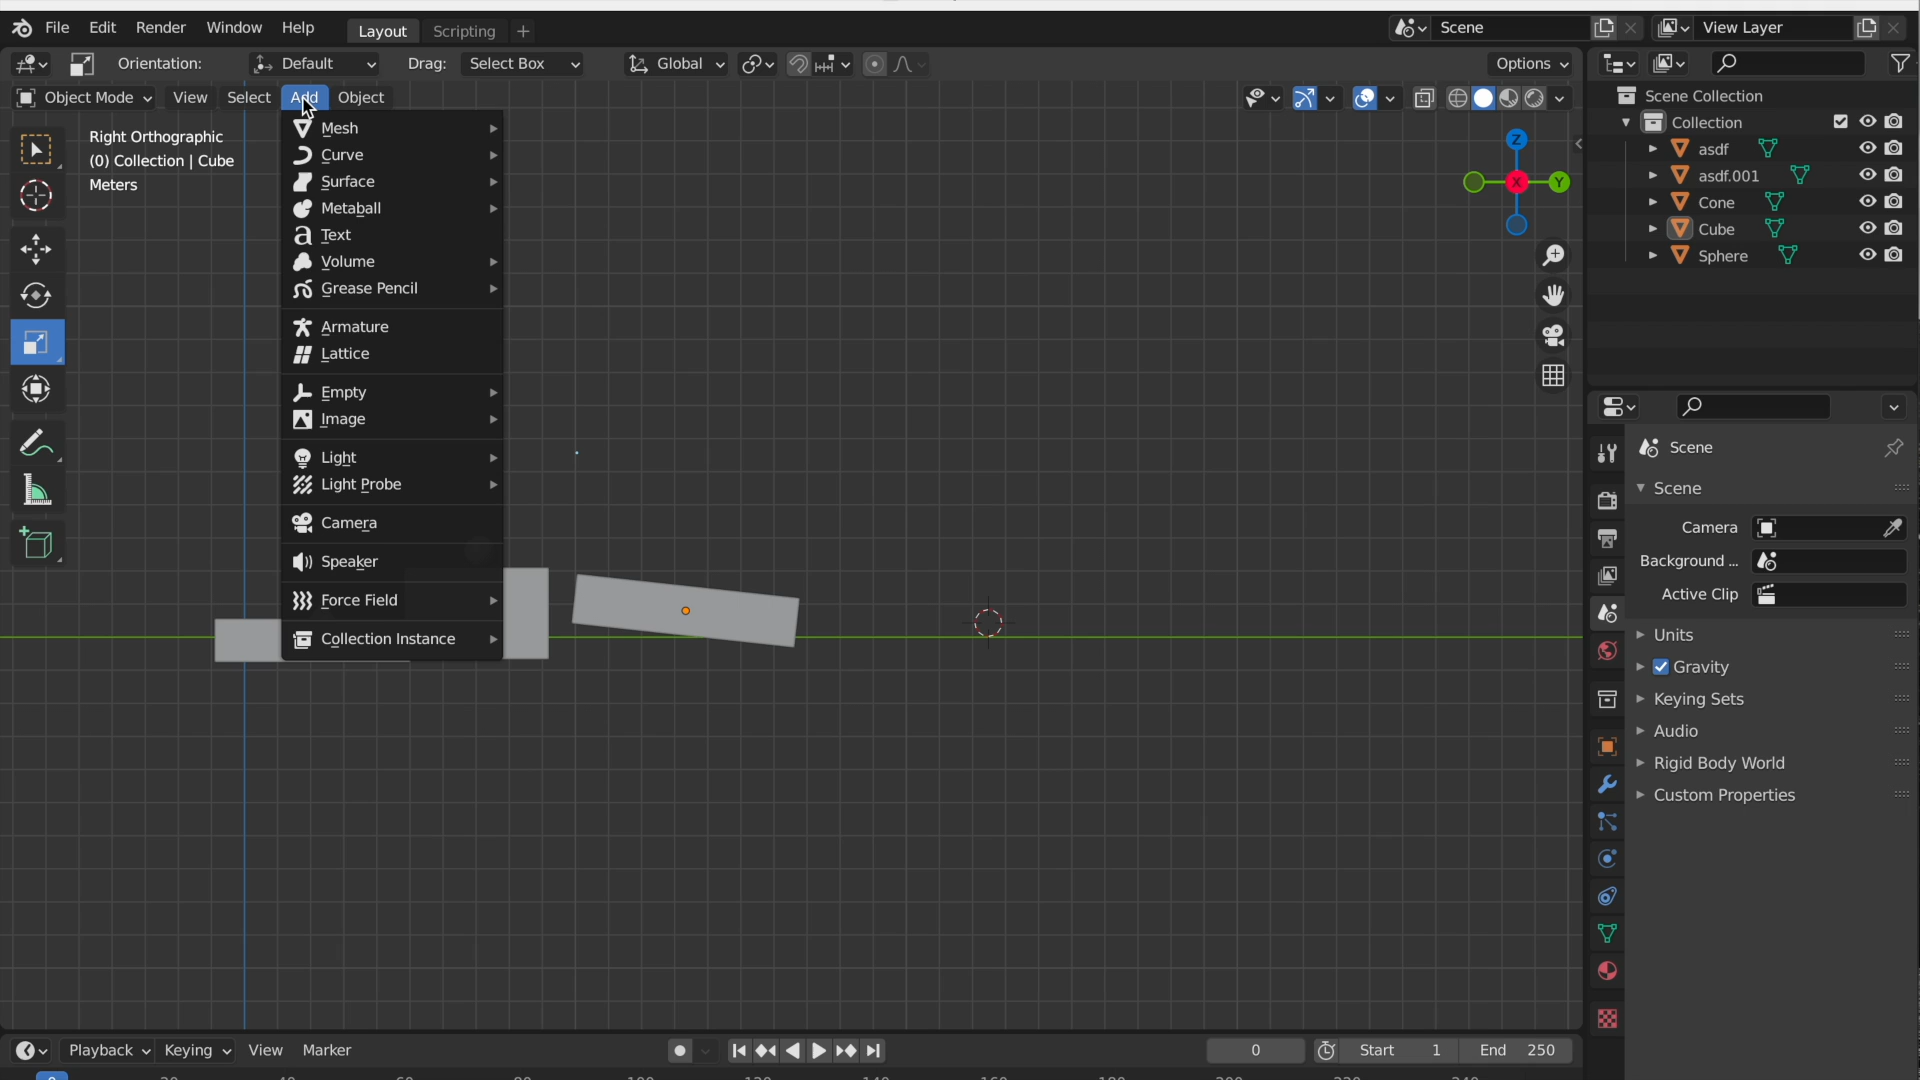 File Edit Render Window Help Layout Scripting + Scene View Layer
Orientation: Default Drag: Select Box Global Options
Object Mode View Select Add Object
Right Orthographic
(0) Collection | Cube
Meters
Mesh
Curve
Surface
Metaball
Text
Volume
Grease Pencil
Armature
Lattice
Empty
Image
Light
Light Probe
Camera
Speaker
Force Field
Collection Instance
Z
X
Y
Scene Collection
Collection
asdf
asdf.001
Cone
Cube
Sphere
Scene
Scene
Camera
Background ...
Active Clip
Units
Gravity
Keying Sets
Audio
Rigid Body World
Custom Properties
Playback Keying View Marker 0 Start 1 End 250